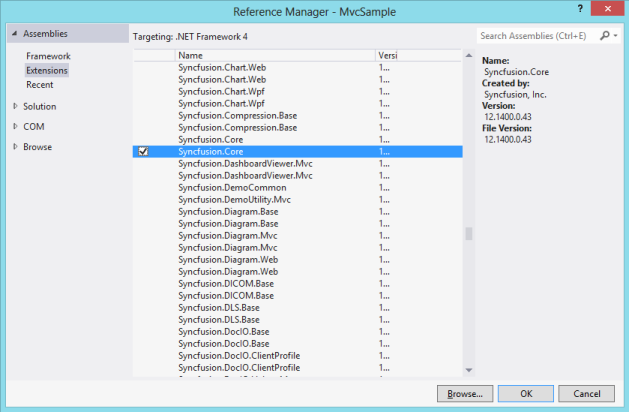 Reference Manager - MvcSample
?
Assemblies
Framework
Extensions
Recent
Solution
COM
Browse
Targeting: .NET Framework 4
Search Assemblies (Ctrl+E)
Name Versi
Syncfusion.Chart.Web 1...
Syncfusion.Chart.Web 1...
Syncfusion.Chart.Wpf 1...
Syncfusion.Chart.Wpf 1...
Syncfusion.Compression.Base 1...
Syncfusion.Compression.Base 1...
Syncfusion.Core 1...
Syncfusion.Core 1...
Syncfusion.DashboardViewer.Mvc 1...
Syncfusion.DashboardViewer.Mvc 1...
Syncfusion.DemoCommon 1...
Syncfusion.DemoUtility.Mvc 1...
Syncfusion.Diagram.Base 1...
Syncfusion.Diagram.Base 1...
Syncfusion.Diagram.Mvc 1...
Syncfusion.Diagram.Mvc 1...
Syncfusion.Diagram.Web 1...
Syncfusion.Diagram.Web 1...
Syncfusion.DICOM.Base 1...
Syncfusion.DICOM.Base 1...
Syncfusion.DLS.Base 1...
Syncfusion.DLS.Base 1...
Syncfusion.DocIO.Base 1...
Syncfusion.DocIO.Base 1...
Syncfusion.DocIO.ClientProfile 1...
Syncfusion.DocIO.ClientProfile 1...
Name:
Syncfusion.Core
Created by:
Syncfusion, Inc.
Version:
12.1400.0.43
File Version:
12.1400.0.43
Browse...
OK
Cancel